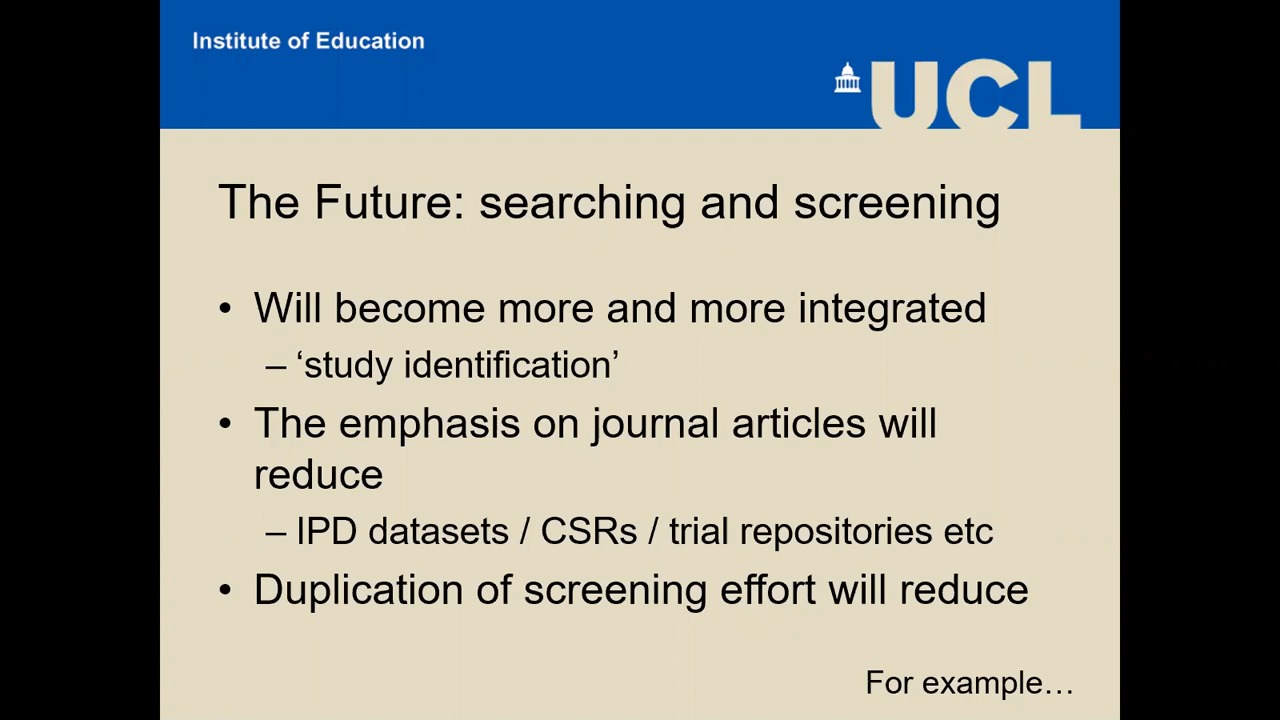 Institute of Education
UCL
The Future: searching and screening
• Will become more and more integrated
– ‘study identification’
• The emphasis on journal articles will
reduce
– IPD datasets / CSRs / trial repositories etc
• Duplication of screening effort will reduce
For example…